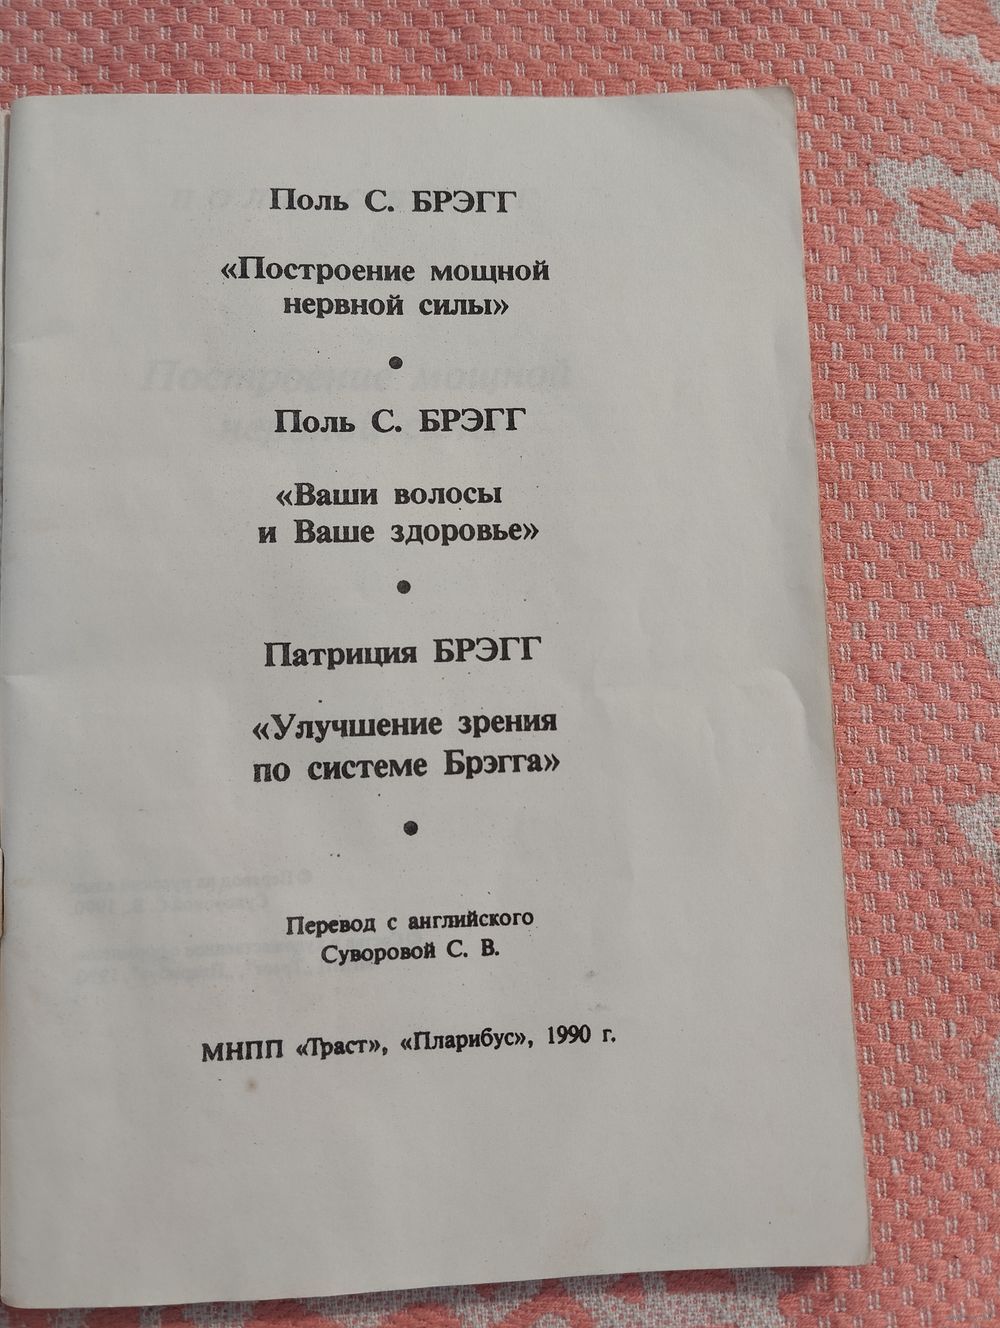 Поль С. БРЭГГ
«Построение мощной
нервной силы»
•
Поль С. БРЭГГ
«Ваши волосы
и Ваше здоровье»
•
Патриция БРЭГГ
«Улучшение зрения
по системе Брэгга»
•
Перевод с английского
Суворовой С. В.
МНПП «Траст», «Пларибус», 1990 г.